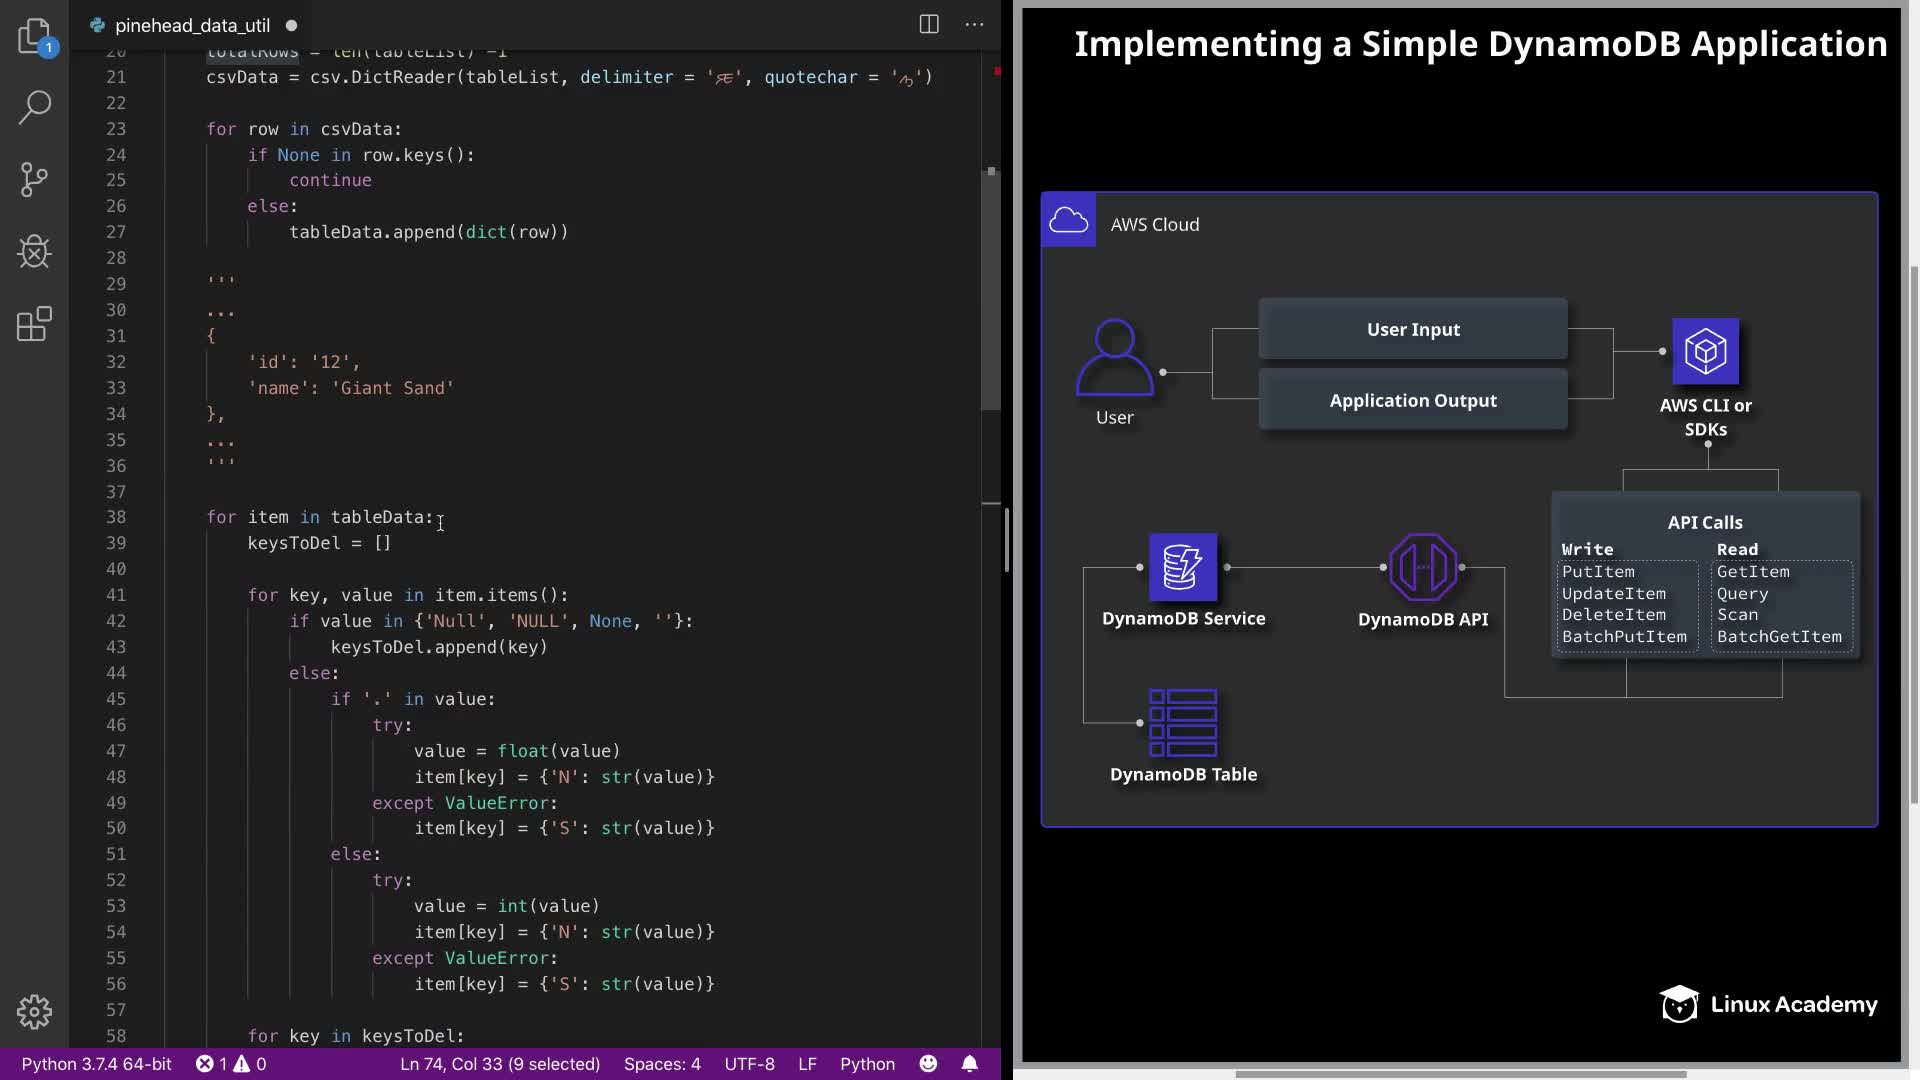 pinehead_data_util
1
20 totalRows = len(tableList) -1
21 csvData = csv.DictReader(tableList, delimiter = '', quotechar = '')
22
23 for row in csvData:
24 if None in row.keys():
25 continue
26 else:
27 tableData.append(dict(row))
28
29 '''
30 ...
31 {
32 'id': '12',
33 'name': 'Giant Sand'
34 },
35 ...
36 '''
37
38 for item in tableData:
39 keysToDel = []
40
41 for key, value in item.items():
42 if value in {'Null', 'NULL', None, ''}:
43 keysToDel.append(key)
44 else:
45 if '.' in value:
46 try:
47 value = float(value)
48 item[key] = {'N': str(value)}
49 except ValueError:
50 item[key] = {'S': str(value)}
51 else:
52 try:
53 value = int(value)
54 item[key] = {'N': str(value)}
55 except ValueError:
56 item[key] = {'S': str(value)}
57
58 for key in keysToDel:
Python 3.7.4 64-bit 1 0 Ln 74, Col 33 (9 selected) Spaces: 4 UTF-8 LF Python
Implementing a Simple DynamoDB Application
AWS Cloud
User Input
Application Output
User
AWS CLI or
SDKs
API Calls
Write Read
PutItem GetItem
UpdateItem Query
DeleteItem Scan
BatchPutItem BatchGetItem
DynamoDB Service
DynamoDB API
DynamoDB Table
Linux Academy